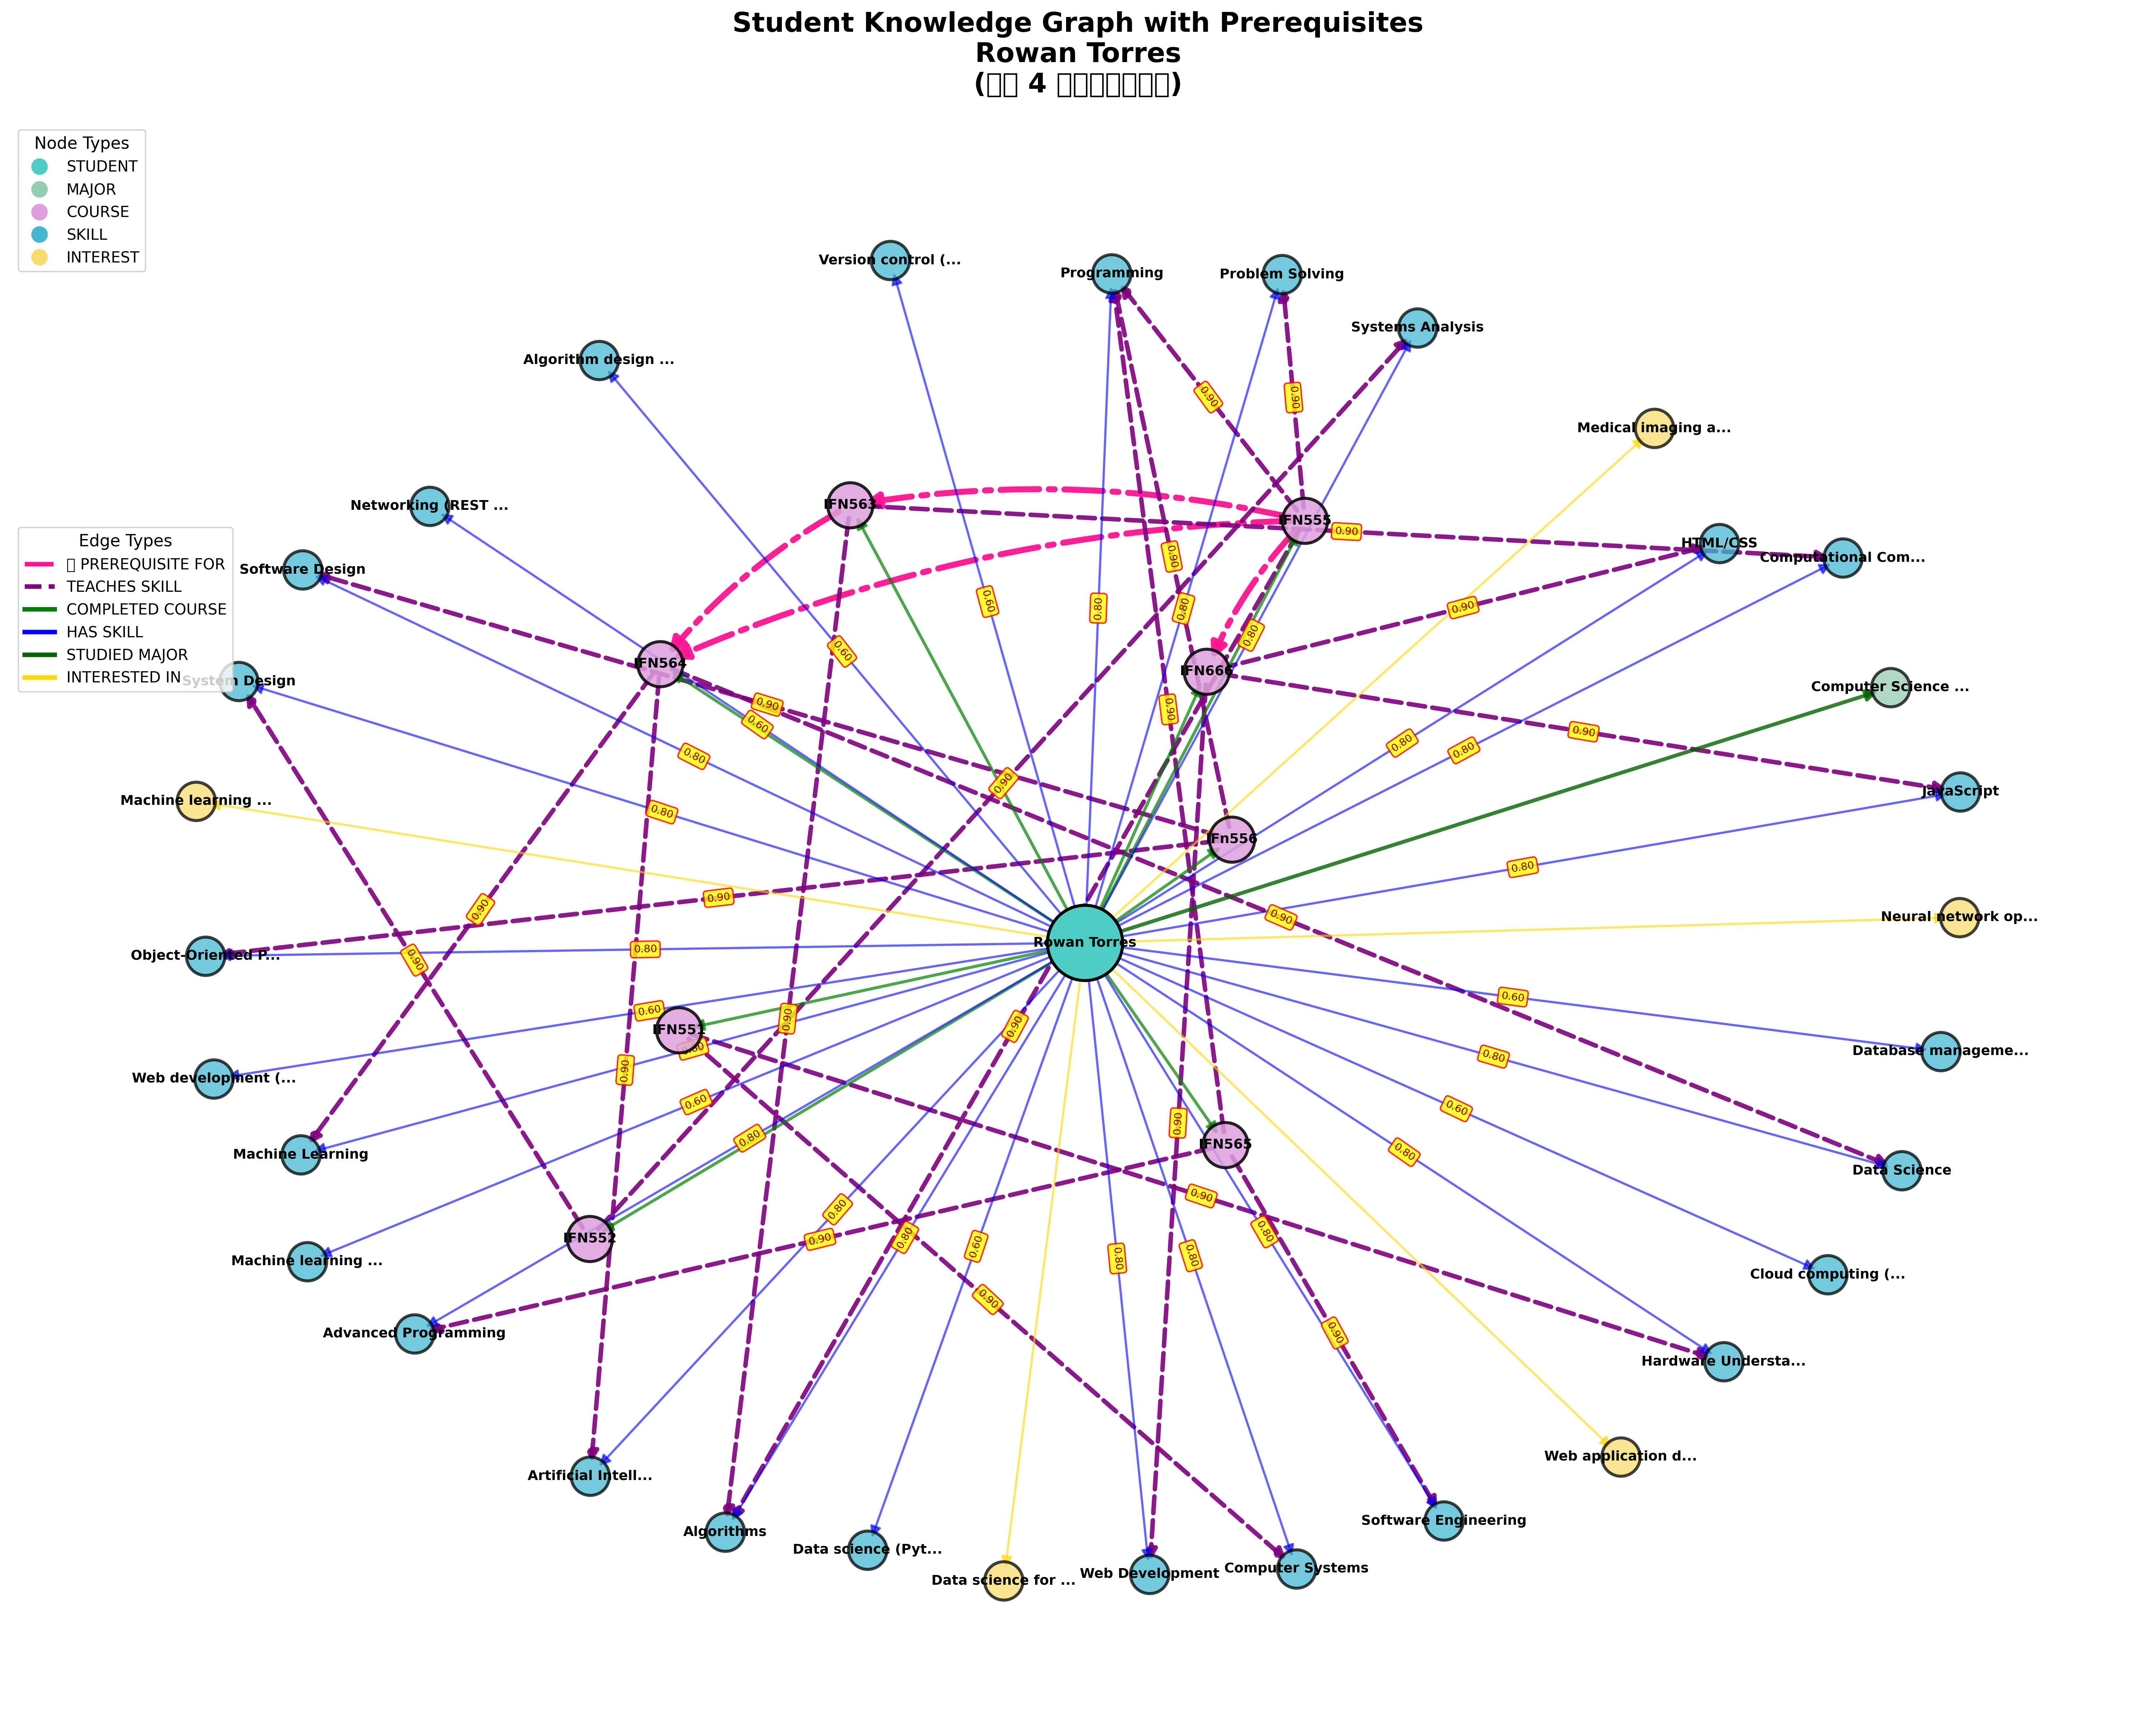 Student Knowledge Graph with Prerequisites
Rowan Torres
( 4 )
Node Types
STUDENT
MAJOR
COURSE
SKILL
INTEREST
Version control (...
Programming
Problem Solving
Systems Analysis
Algorithm design ...
0.90
0.90
Medical imaging a...
Networking (REST ...
IFN563
IFN555
0.90
HTML/CSS
Computational Com...
Edge Types
PREREQUISITE FOR
TEACHES SKILL
COMPLETED COURSE
HAS SKILL
STUDIED MAJOR
INTERESTED IN
Software Design
0.90
0.60
0.80
0.80
0.90
0.80
0.60
IFN564
IFN666
System Design
Computer Science ...
0.90
0.90
0.60
0.90
0.80
0.80
0.80
0.90
JavaScript
Machine learning ...
0.80
IFn556
0.80
0.90
0.90
0.90
Neural network op...
Rowan Torres
0.80
Object-Oriented P...
0.90
0.60
0.60
0.90
0.90
IFN551
0.80
0.90
Database manageme...
0.80
Web development (...
0.60
0.80
0.60
0.90
IFN565
0.80
Machine Learning
Data Science
0.90
0.80
IFN552
0.90
0.80
0.60
0.80
0.80
0.80
Machine learning ...
Cloud computing (...
0.90
0.90
Advanced Programming
Hardware Understa...
Web application d...
Artificial Intell...
Algorithms
Software Engineering
Data science (Pyt...
Data science for ...
Web Development
Computer Systems